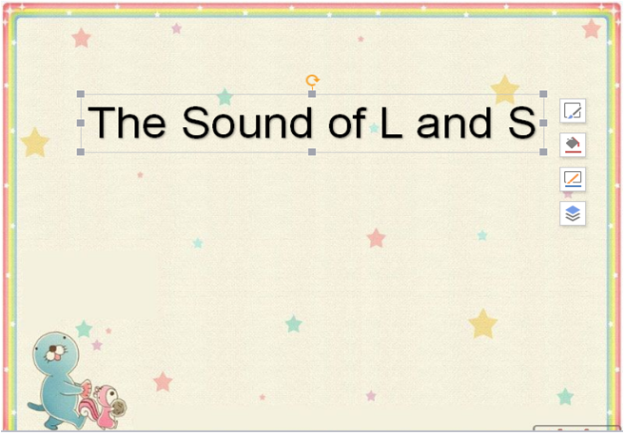 The Sound of L and S